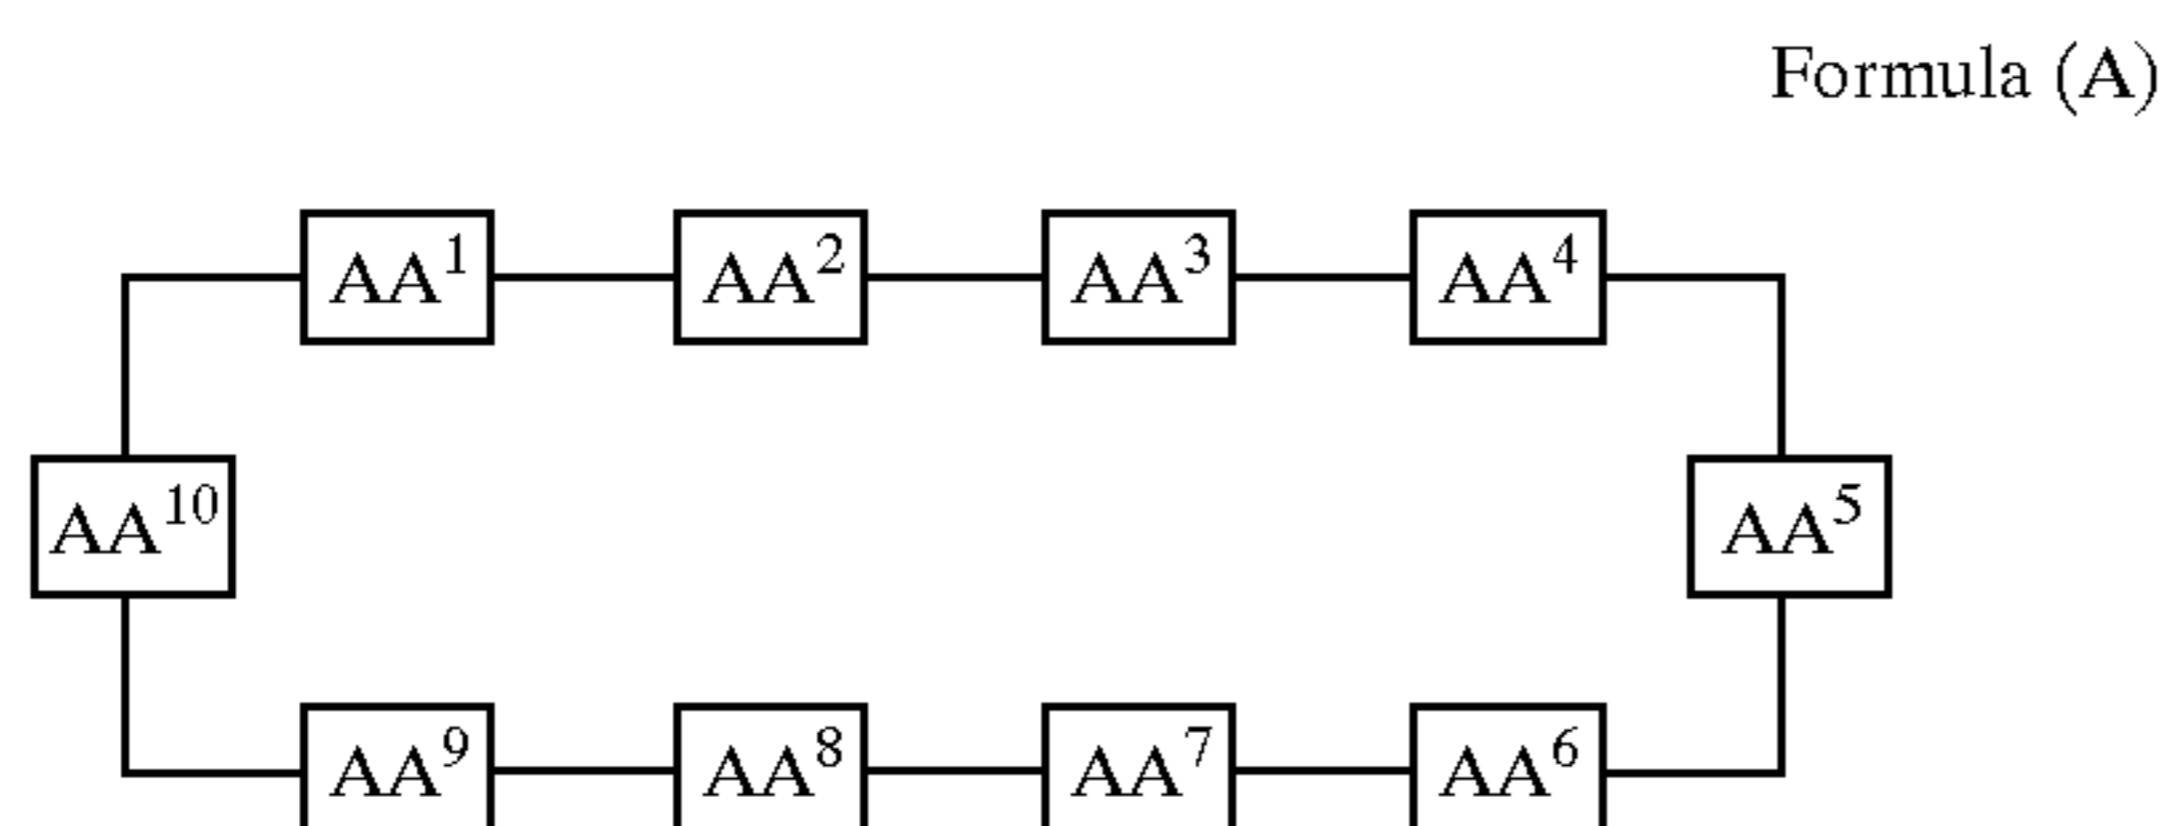 Formula (A)
AA¹ AA² AA³ AA⁴
AA¹⁰ AA⁵
AA⁹ AA⁸ AA⁷ AA⁶